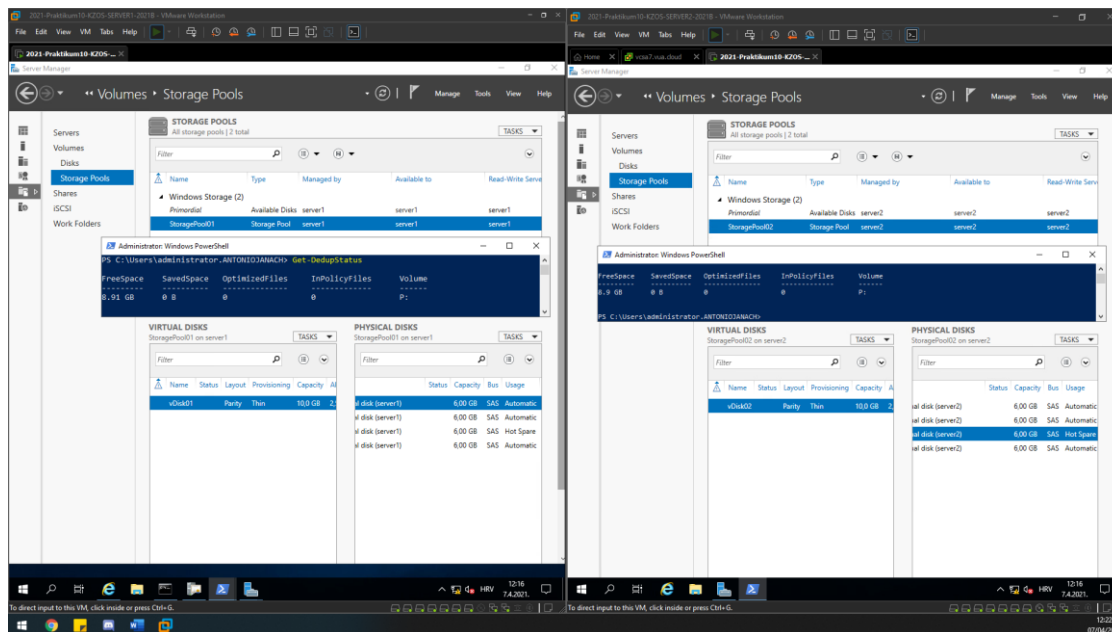 2021-Praktikum10-KZOS-SERVER1-2021B - VMware Workstation
File Edit View VM Tabs Help
2021-Praktikum10-KZOS-...
Server Manager
Volumes • Storage Pools
Manage Tools View Help
Servers
Volumes
Disks
Storage Pools
Shares
iSCSI
Work Folders
STORAGE POOLS
All storage pools | 2 total
TASKS
Filter
Name Type Managed by Available to Read-Write Serve
Windows Storage (2)
Primordial Available Disks server1 server1 server1
StoragePool01 Storage Pool server1 server1 server1
Administrator: Windows PowerShell
PS C:\Users\administrator.ANTONIOJANACH> Get-DedupStatus
FreeSpace SavedSpace OptimizedFiles InPolicyFiles Volume
--------- ---------- -------------- ------------- ------
8.91 GB 0 B 0 0 P:
VIRTUAL DISKS
StoragePool01 on server1
TASKS
Filter
Name Status Layout Provisioning Capacity Al
vDisk01 Parity Thin 10,0 GB 2,
PHYSICAL DISKS
StoragePool01 on server1
TASKS
Filter
Status Capacity Bus Usage
al disk (server1) 6,00 GB SAS Automatic
al disk (server1) 6,00 GB SAS Automatic
al disk (server1) 6,00 GB SAS Hot Spare
al disk (server1) 6,00 GB SAS Automatic
HRV
12:16
7.4.2021.
To direct input to this VM, click inside or press Ctrl+G.
2021-Praktikum10-KZOS-SERVER2-2021B - VMware Workstation
File Edit View VM Tabs Help
Home
vcsa7.vua.cloud
2021-Praktikum10-KZOS-...
Server Manager
Volumes • Storage Pools
Manage Tools View Help
Servers
Volumes
Disks
Storage Pools
Shares
iSCSI
Work Folders
STORAGE POOLS
All storage pools | 2 total
TASKS
Filter
Name Type Managed by Available to Read-Write Serv
Windows Storage (2)
Primordial Available Disks server2 server2 server2
StoragePool02 Storage Pool server2 server2 server2
Administrator: Windows PowerShell
FreeSpace SavedSpace OptimizedFiles InPolicyFiles Volume
--------- ---------- -------------- ------------- ------
8.9 GB 0 B 0 0 P:
PS C:\Users\administrator.ANTONIOJANACH>
VIRTUAL DISKS
StoragePool02 on server2
TASKS
Filter
Name Status Layout Provisioning Capacity A
vDisk02 Parity Thin 10,0 GB 2,
PHYSICAL DISKS
StoragePool02 on server2
TASKS
Filter
Status Capacity Bus Usage
al disk (server2) 6,00 GB SAS Automatic
al disk (server2) 6,00 GB SAS Automatic
al disk (server2) 6,00 GB SAS Hot Spare
al disk (server2) 6,00 GB SAS Automatic
HRV
12:16
7.4.2021.
To direct input to this VM, click inside or press Ctrl+G.
12:22
07/04/2